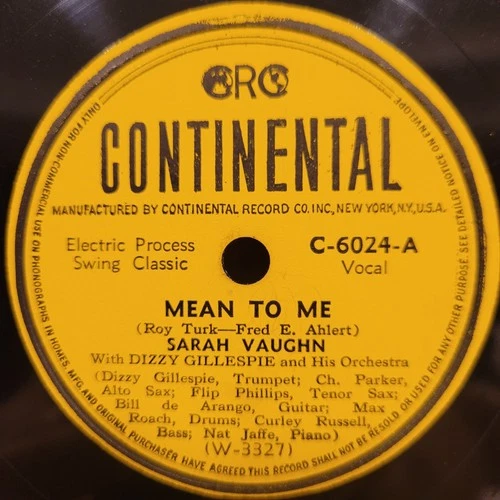 CRC
CONTINENTAL
MANUFACTURED BY CONTINENTAL RECORD CO. INC., NEW YORK, N.Y., U.S.A.
Electric Process
Swing Classic
C-6024-A
Vocal
MEAN TO ME
(Roy Turk—Fred E. Ahlert)
SARAH VAUGHN
With DIZZY GILLESPIE and His Orchestra
(Dizzy Gillespie, Trumpet; Ch. Parker,
Alto Sax; Flip Phillips, Tenor Sax;
Bill de Arango, Guitar; Max
Roach, Drums; Curley Russell,
Bass; Nat Jaffe, Piano)
(W-3327)
ONLY FOR NON-COMMERCIAL USE ON PHONOGRAPHS IN HOMES. MFG. AND ORIGINAL PURCHASER HAVE AGREED THIS RECORD SHALL NOT BE RESOLD OR USED FOR ANY OTHER PURPOSE. SEE DETAILED NOTICE ON ENVELOPE